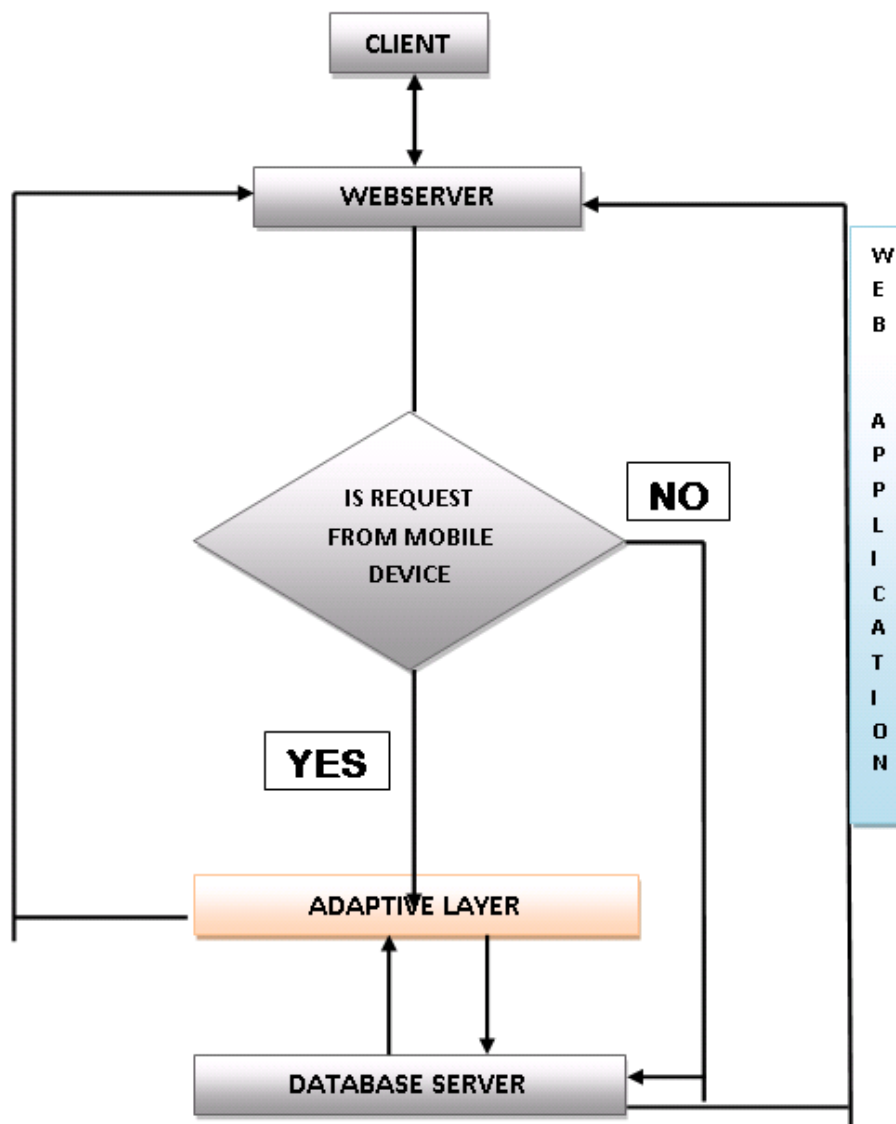 CLIENT
WEBSERVER
IS REQUEST
FROM MOBILE
DEVICE
NO
YES
ADAPTIVE LAYER
DATABASE SERVER
W
E
B
A
P
P
L
I
C
A
T
I
O
N